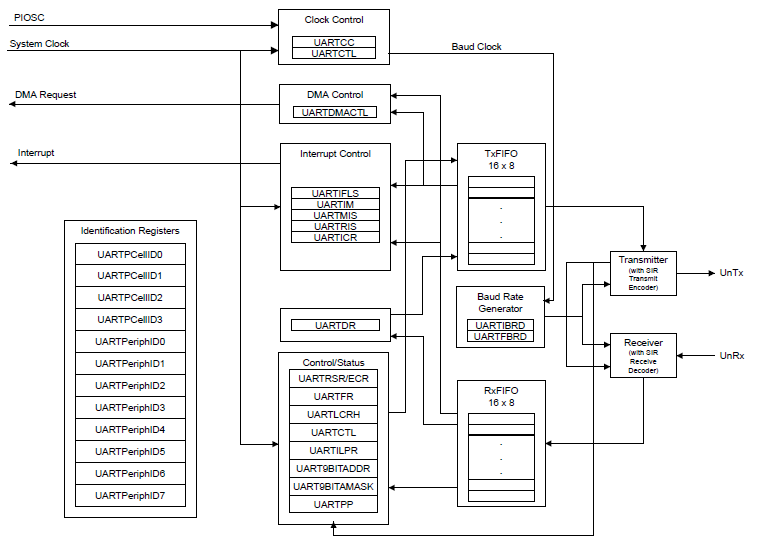 PIOSC
System Clock
DMA Request
Interrupt
Clock Control
UARTCC
UARTCTL
Baud Clock
DMA Control
UARTDMACTL
Interrupt Control
UARTIFLS
UARTIM
UARTMIS
UARTRIS
UARTICR
TxFIFO
16 x 8
.
.
.
Identification Registers
UARTPCellID0
UARTPCellID1
UARTPCellID2
UARTPCellID3
UARTPeriphID0
UARTPeriphID1
UARTPeriphID2
UARTPeriphID3
UARTPeriphID4
UARTPeriphID5
UARTPeriphID6
UARTPeriphID7
UARTDR
Baud Rate
Generator
UARTIBRD
UARTFBRD
Transmitter
(with SIR
Transmit
Encoder)
UnTx
Receiver
(with SIR
Receive
Decoder)
UnRx
Control/Status
UARTRSR/ECR
UARTFR
UARTLCRH
UARTCTL
UARTILPR
UART9BITADDR
UART9BITAMASK
UARTPP
RxFIFO
16 x 8
.
.
.